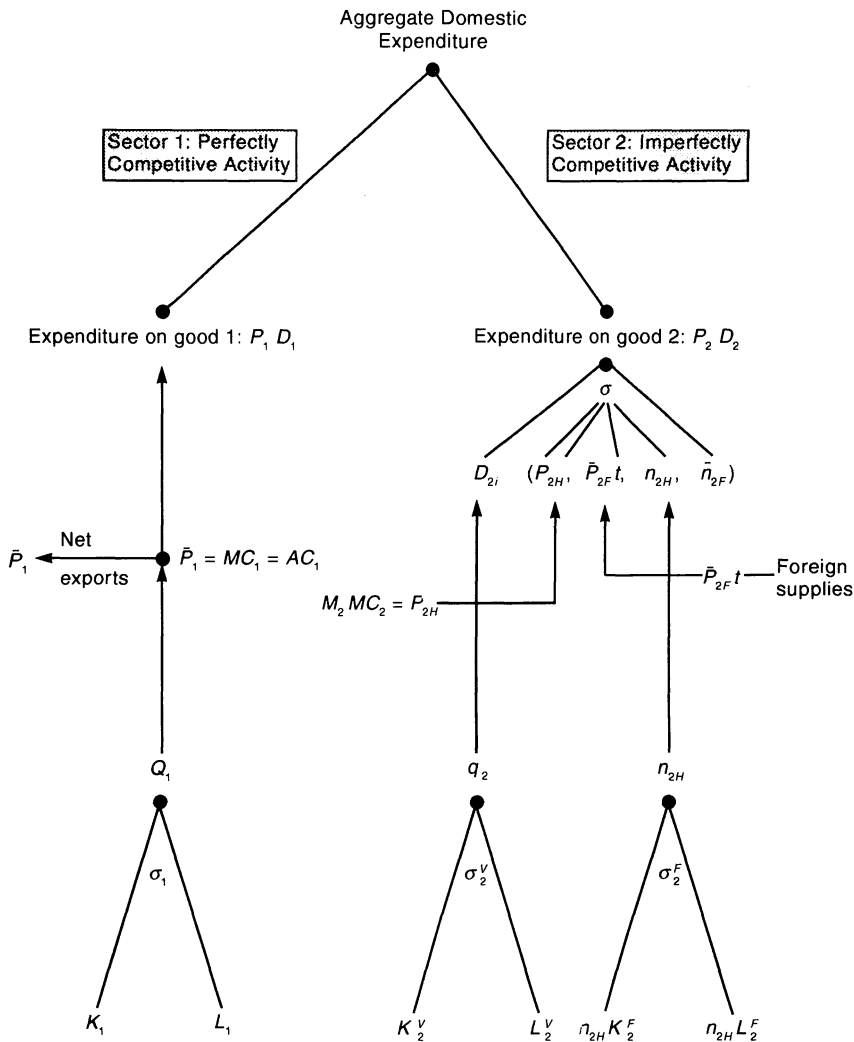 Aggregate Domestic
Expenditure
Sector 1: Perfectly
Competitive Activity
Sector 2: Imperfectly
Competitive Activity
Expenditure on good 1: P₁ D₁
Expenditure on good 2: P₂ D₂
σ
D₂ᵢ (P₂H, P̄₂F t, n₂H, n̄₂F)
P̄₁
Net
exports
P̄₁ = MC₁ = AC₁
P̄₂F t
Foreign
supplies
M₂ MC₂ = P₂H
Q₁
q₂
n₂H
σ₁
σ₂ⱽ
σ₂F
K₁
L₁
K₂ⱽ
L₂ⱽ
n₂H K₂F
n₂H L₂F